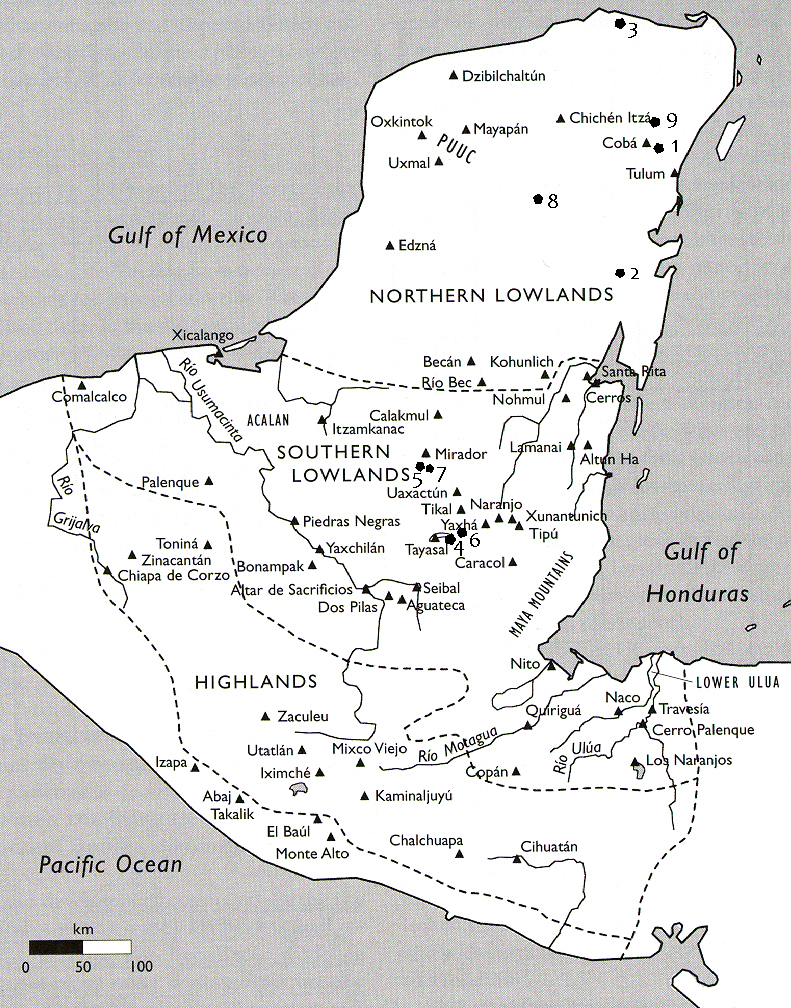 3
Dzibilchaltún
Oxkintok
Mayapán
Chichén Itzá
9
PUUC
Cobá
1
Uxmal
Tulum
8
Gulf of Mexico
Edzná
2
NORTHERN LOWLANDS
Xicalango
Becán
Kohunlich
Río Bec
Santa Rita
Comalcalco
Río Usumacinta
ACALAN
Calakmul
Nohmul
Cerros
Itzamkanac
SOUTHERN
LOWLANDS
Mirador
Lamanai
Altun Ha
5
7
Palenque
Uaxactún
Río
Grijalva
Tikal
Naranjo
Piedras Negras
Yaxhá
Xunantunich
Tipú
6
Tayasal
4
Toniná
Zinacantán
Yaxchilán
Chiapa de Corzo
Bonampak
Caracol
Gulf of
Honduras
Altar de Sacrificios
Seibal
Dos Pilas
Aguateca
MAYA MOUNTAINS
Nito
HIGHLANDS
LOWER ULUA
Naco
Travesía
Zaculeu
Quiriguá
Cerro Palenque
Utatlán
Mixco Viejo
Río Motagua
Río Ulúa
Los Naranjos
Izapa
Iximché
Copán
Abaj
Takalik
Kaminaljuyú
El Baúl
Monte Alto
Chalchuapa
Cihuatán
Pacific Ocean
km
0
50
100